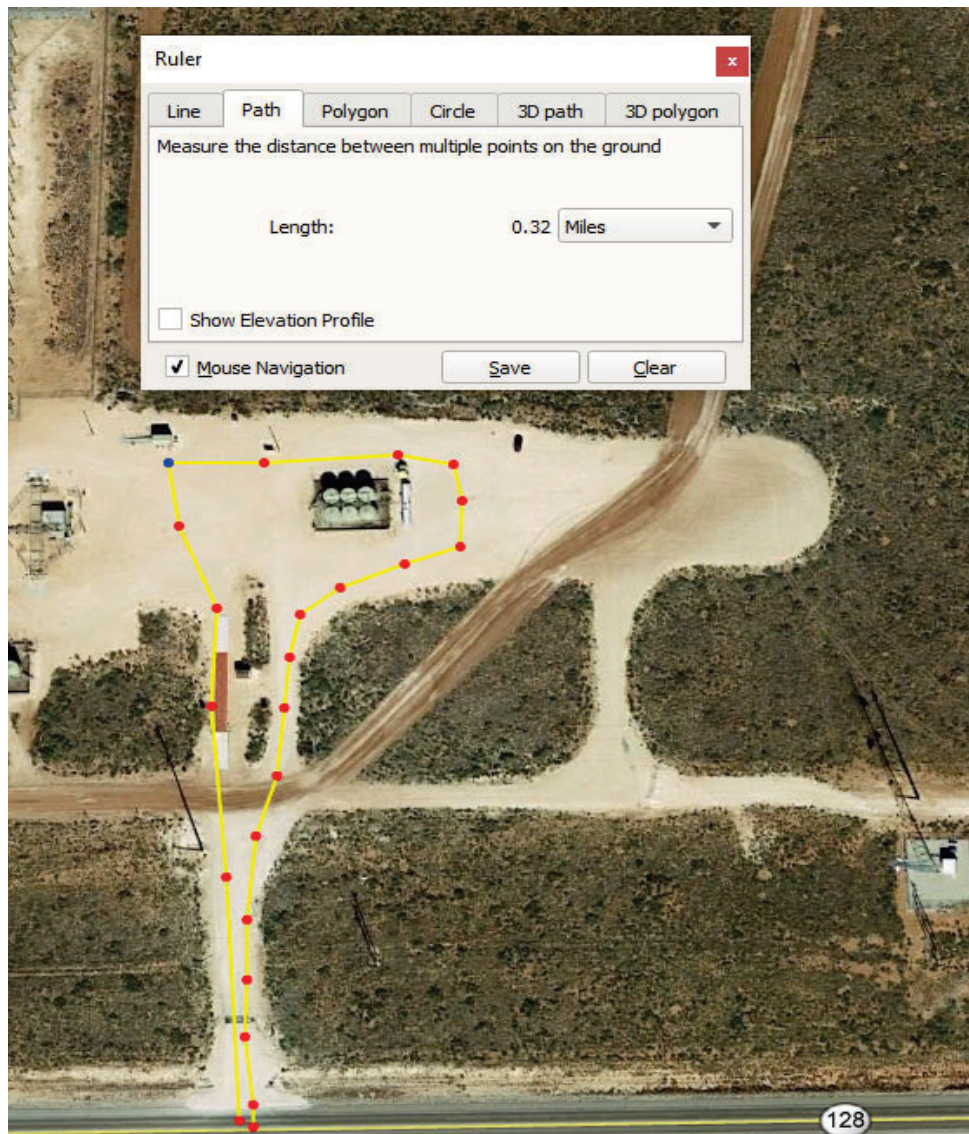 Ruler
x
Line Path Polygon Circle 3D path 3D polygon
Measure the distance between multiple points on the ground
Length: 0.32 Miles
Show Elevation Profile
Mouse Navigation Save Clear
128